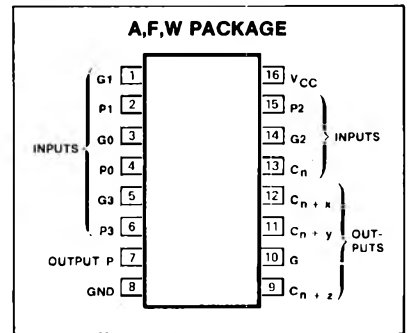 A,F,W PACKAGE
G1 1 16 VCC
P1 2 15 P2
G0 3 14 G2
INPUTS INPUTS
P0 4 13 Cn
G3 5 12 Cn + x
P3 6 11 Cn + y
OUT-
PUTS
OUTPUT P 7 10 G
GND 8 9 Cn + z